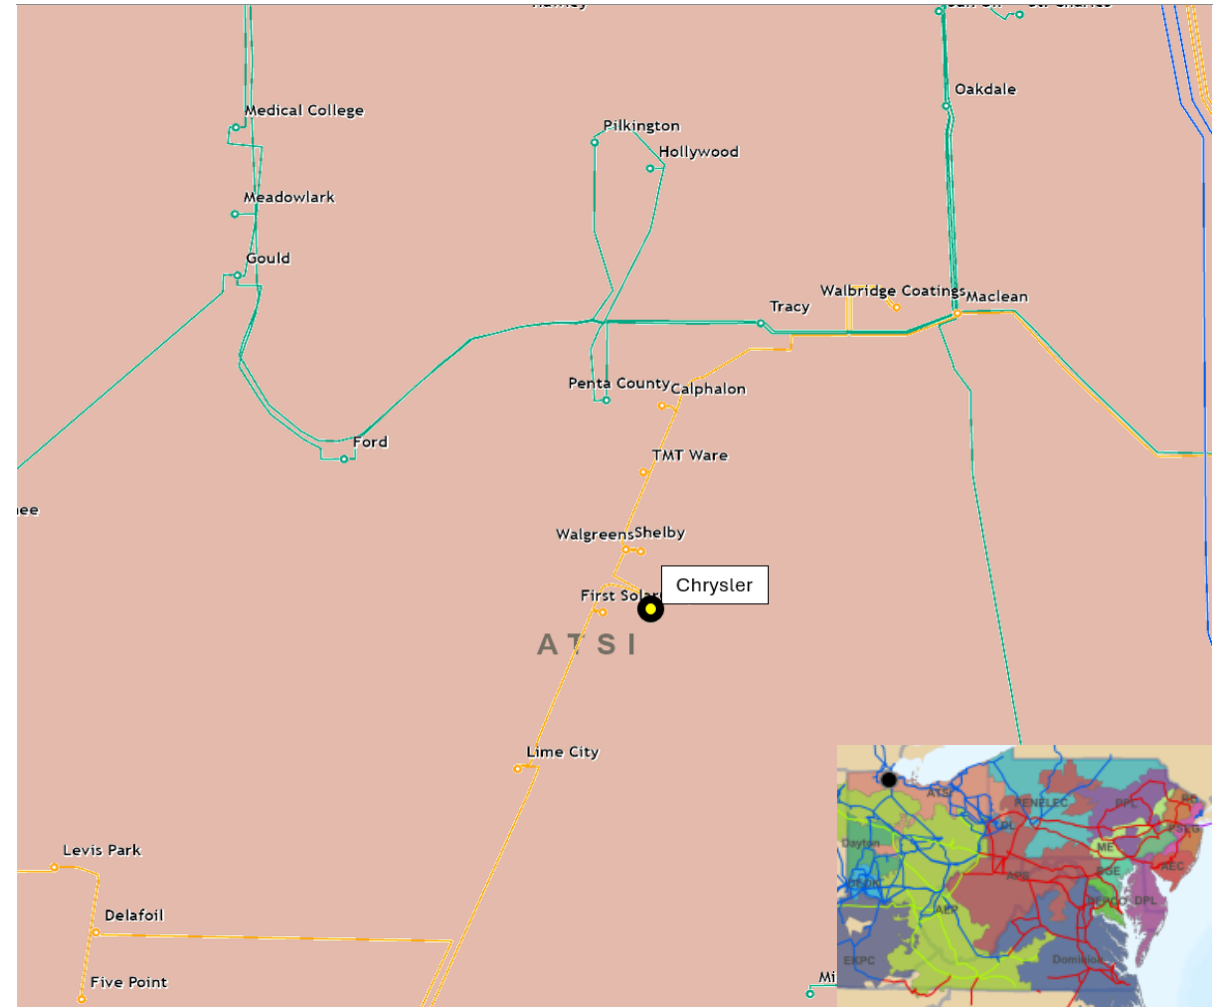 Medical College
Oakdale
Pilkington
Hollywood
Meadowlark
Gould
Walbridge Coatings
Maclean
Tracy
Penta County
Calphalon
Ford
TMT Ware
Walgreens
Shelby
Chrysler
First Solar
ATSI
Lime City
Levis Park
Delafoil
Five Point
ATSI
PENELEC
PPL
Dayton
ME
AEC
APS
AEP
DPL
EKPC
Dominion